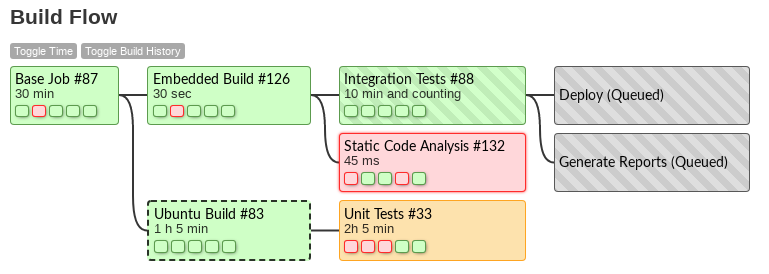 Build Flow
Toggle Time
Toggle Build History
Base Job #87
30 min
Embedded Build #126
30 sec
Integration Tests #88
10 min and counting
Deploy (Queued)
Static Code Analysis #132
45 ms
Generate Reports (Queued)
Ubuntu Build #83
1 h 5 min
Unit Tests #33
2h 5 min